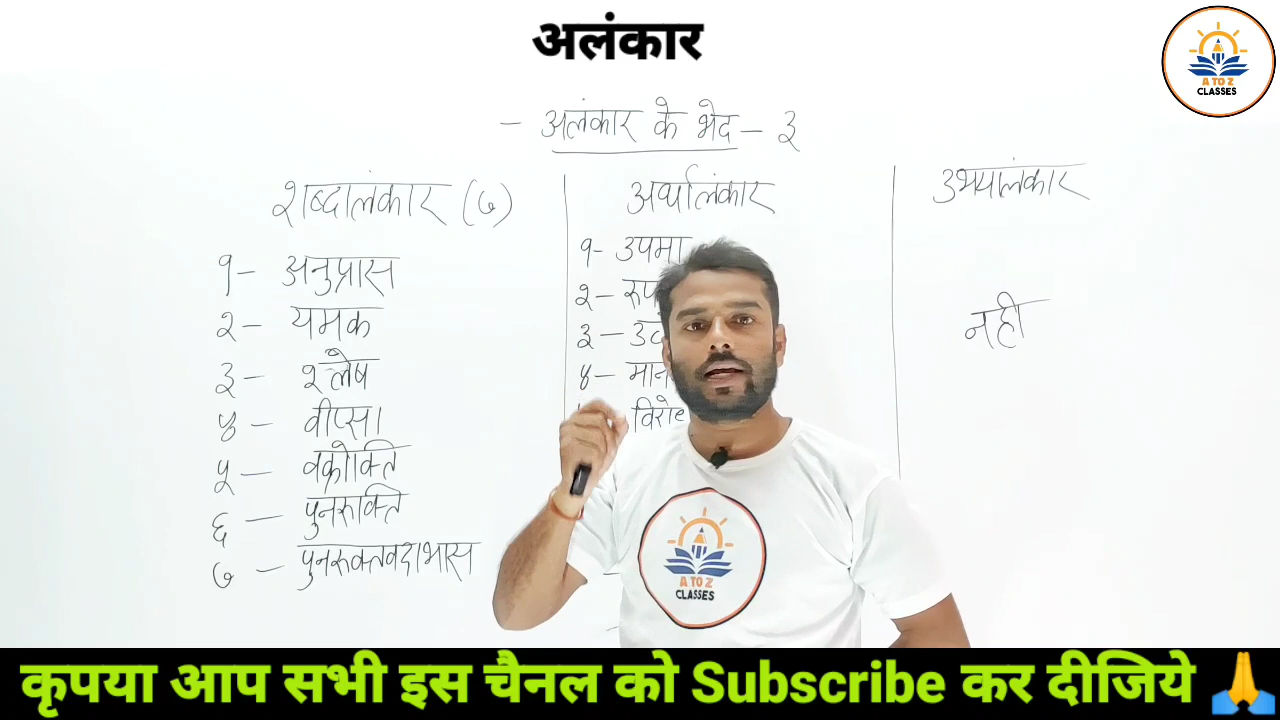 अलंकार
A TO Z
CLASSES
- अलंकार के भेद - ३
शब्दालंकार (७)
१- अनुप्रास
२- यमक
३- श्लेष
४- वीप्सा
५- वक्रोक्ति
६- पुनरुक्ति
७- पुनरुक्तवदाभास
अर्थालंकार
१- उपमा
२-
३-
४-
उभयालंकार
नही
A TO Z
CLASSES
कृपया आप सभी इस चैनल को Subscribe कर दीजिये 🙏